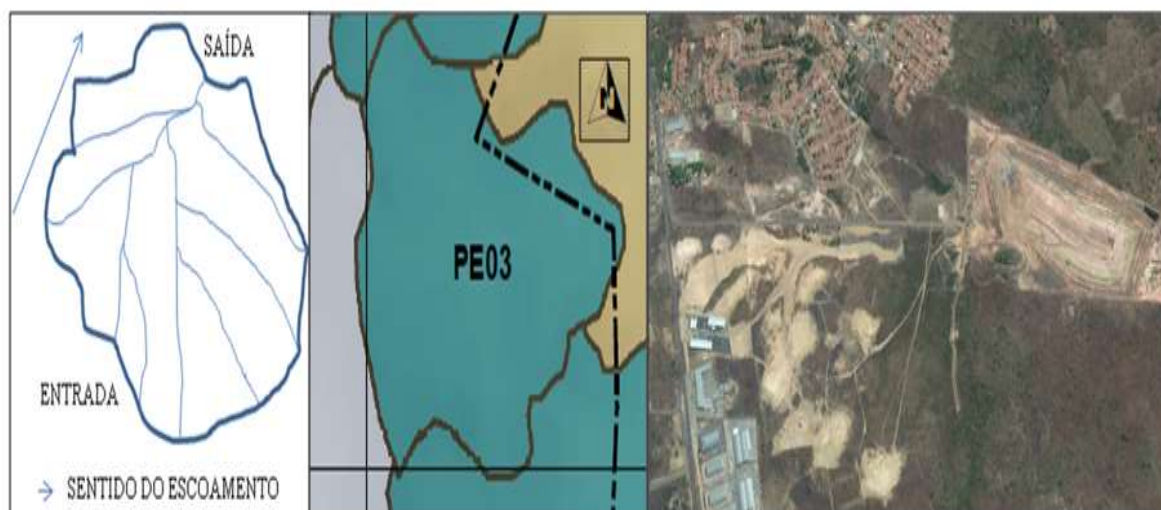 SAÍDA
ENTRADA
SENTIDO DO ESCOAMENTO
PE03
N